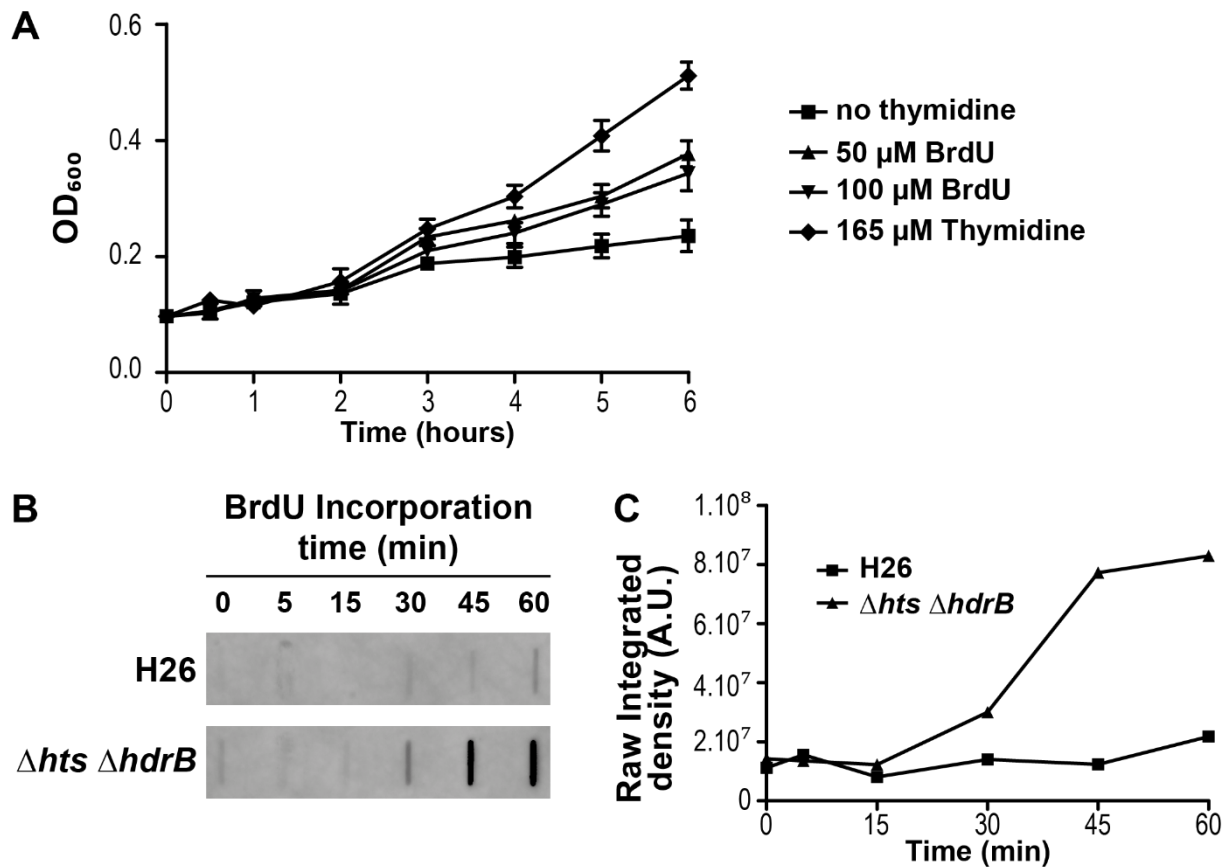 A
0.6
0.4
0.2
0.0
OD₆₀₀
0 1 2 3 4 5 6
Time (hours)
no thymidine
50 µM BrdU
100 µM BrdU
165 µM Thymidine
B
BrdU Incorporation
time (min)
0 5 15 30 45 60
H26
Δhts ΔhdrB
C
1.10⁸
8.10⁷
6.10⁷
4.10⁷
2.10⁷
0
Raw Integrated
density (A.U.)
H26
Δhts ΔhdrB
0 15 30 45 60
Time (min)